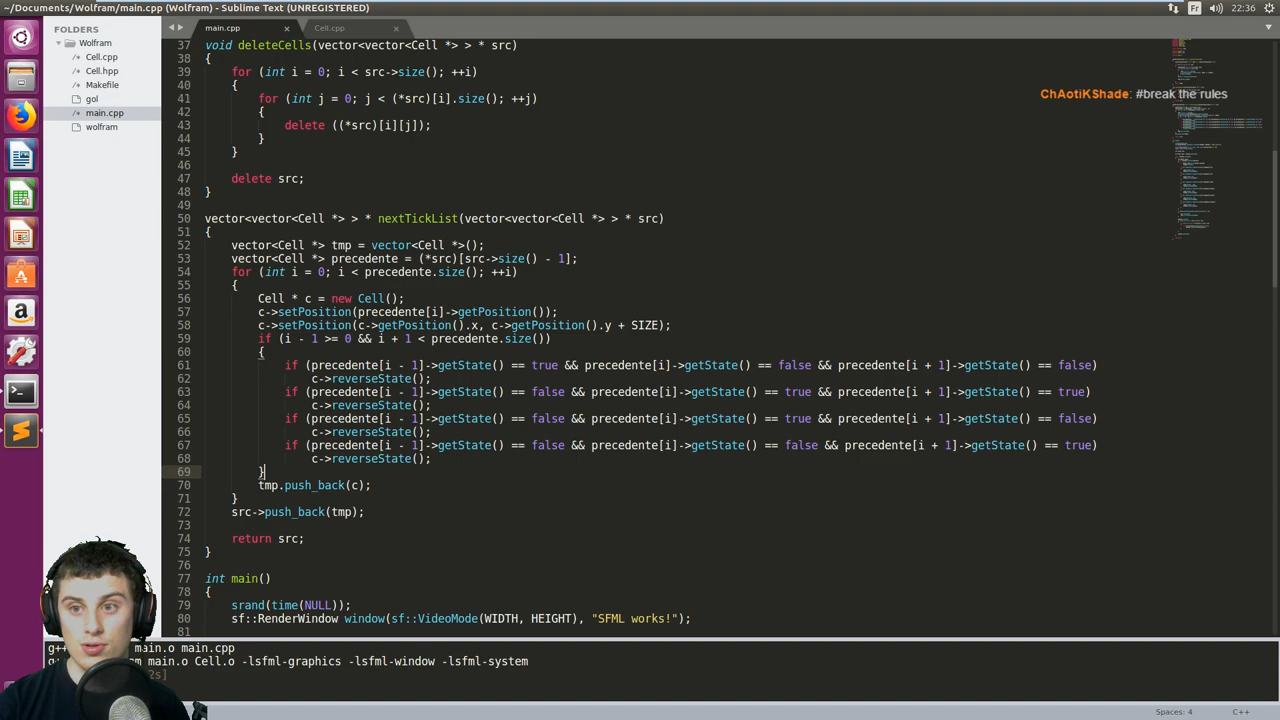 ~/Documents/Wolfram/main.cpp (Wolfram) - Sublime Text (UNREGISTERED)
Fr
22:36
FOLDERS
Wolfram
Cell.cpp
Cell.hpp
Makefile
gol
main.cpp
wolfram
main.cpp
Cell.cpp
ChAotiKShade: #break the rules
37 void deleteCells(vector<vector<Cell *> > * src)
38 {
39 for (int i = 0; i < src->size(); ++i)
40 {
41 for (int j = 0; j < (*src)[i].size(); ++j)
42 {
43 delete ((*src)[i][j]);
44 }
45 }
46
47 delete src;
48 }
49
50 vector<vector<Cell *> > * nextTickList(vector<vector<Cell *> > * src)
51 {
52 vector<Cell *> tmp = vector<Cell *>();
53 vector<Cell *> precedente = (*src)[src->size() - 1];
54 for (int i = 0; i < precedente.size(); ++i)
55 {
56 Cell * c = new Cell();
57 c->setPosition(precedente[i]->getPosition());
58 c->setPosition(c->getPosition().x, c->getPosition().y + SIZE);
59 if (i - 1 >= 0 && i + 1 < precedente.size())
60 {
61 if (precedente[i - 1]->getState() == true && precedente[i]->getState() == false && precedente[i + 1]->getState() == false)
62 c->reverseState();
63 if (precedente[i - 1]->getState() == false && precedente[i]->getState() == true && precedente[i + 1]->getState() == true)
64 c->reverseState();
65 if (precedente[i - 1]->getState() == false && precedente[i]->getState() == true && precedente[i + 1]->getState() == false)
66 c->reverseState();
67 if (precedente[i - 1]->getState() == false && precedente[i]->getState() == false && precedente[i + 1]->getState() == true)
68 c->reverseState();
69 }
70 tmp.push_back(c);
71 }
72 src->push_back(tmp);
73
74 return src;
75 }
76
77 int main()
78 {
79 srand(time(NULL));
80 sf::RenderWindow window(sf::VideoMode(WIDTH, HEIGHT), "SFML works!");
81
g++ main.o main.cpp
main.o Cell.o -lsfml-graphics -lsfml-window -lsfml-system
Spaces: 4
C++